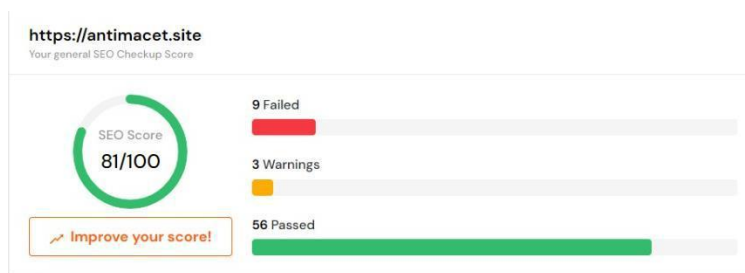 https://antimacet.site
Your general SEO Checkup Score
SEO Score
81/100
Improve your score!
9 Failed
3 Warnings
56 Passed